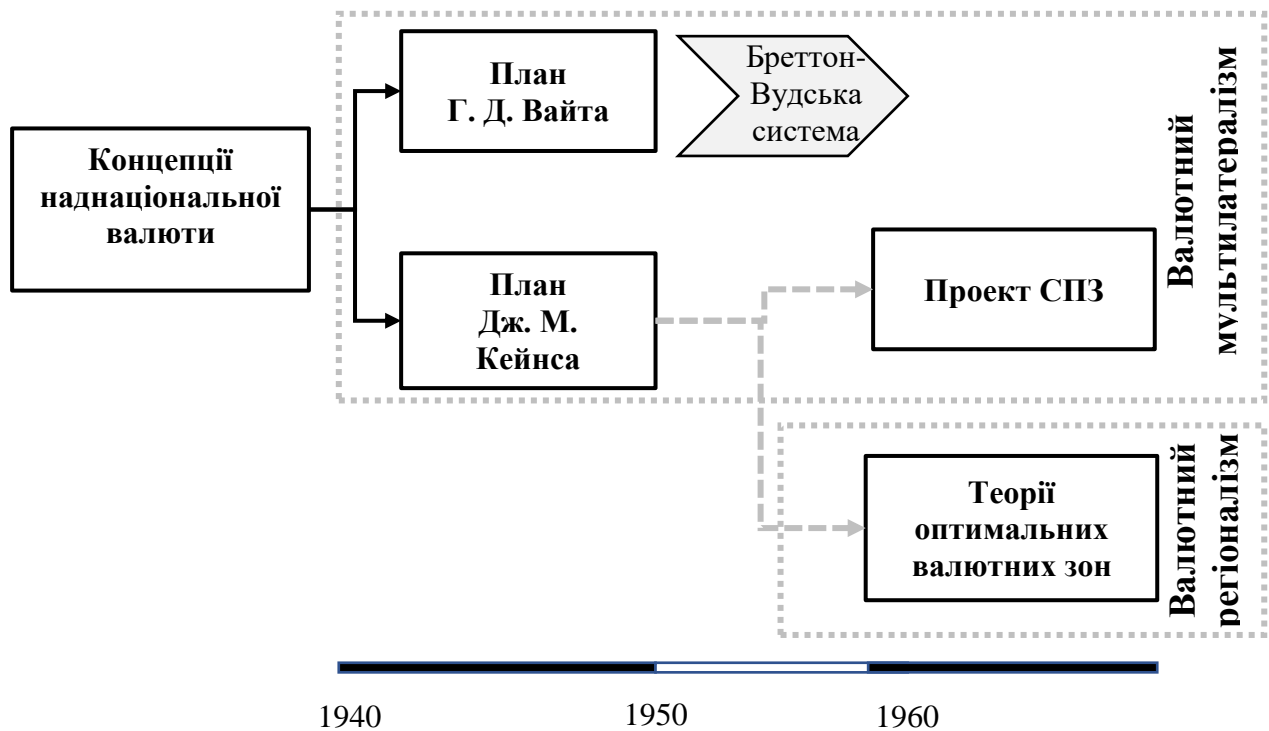 Концепції
наднаціональної
валюти
План
Г. Д. Вайта
Бреттон-
Вудська
система
План
Дж. М.
Кейнса
Проект СПЗ
Валютний
мультилатералізм
Теорії
оптимальних
валютних зон
Валютний
регіоналізм
1940
1950
1960